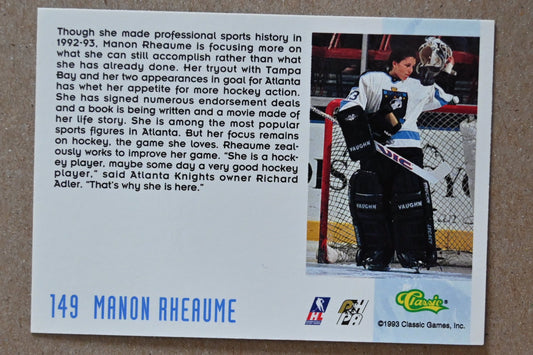 Though she made professional sports history in
1992-93, Manon Rheaume is focusing more on
what she can still accomplish rather than what
she has already done. Her tryout with Tampa
Bay and her two appearances in goal for Atlanta
has whet her appetite for more hockey action.
She has signed numerous endorsement deals
and a book is being written and a movie made of
her life story. She is among the most popular
sports figures in Atlanta. But her focus remains
on hockey, the game she loves. Rheaume zeal-
ously works to improve her game. "She is a hock-
ey player, maybe some day a very good hockey
player," said Atlanta Knights owner Richard
Adler. "That's why she is here."
3
VAUGHN
VAUGHN
VAUGHN
VIC
149 MANON RHEAUME
PHPA
Classic
©1993 Classic Games, Inc.